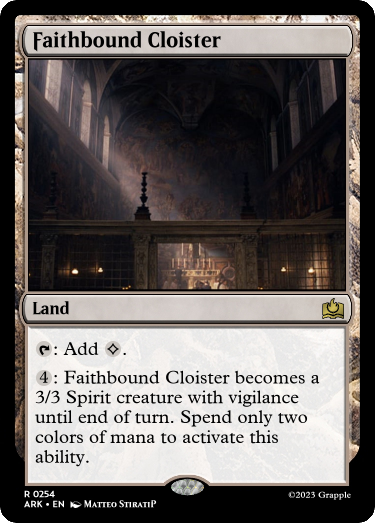 Faithbound Cloister
Land
: Add .
4: Faithbound Cloister becomes a
3/3 Spirit creature with vigilance
until end of turn. Spend only two
colors of mana to activate this
ability.
R 0254
ARK • EN Matteo StiratiP
©2023 Grapple